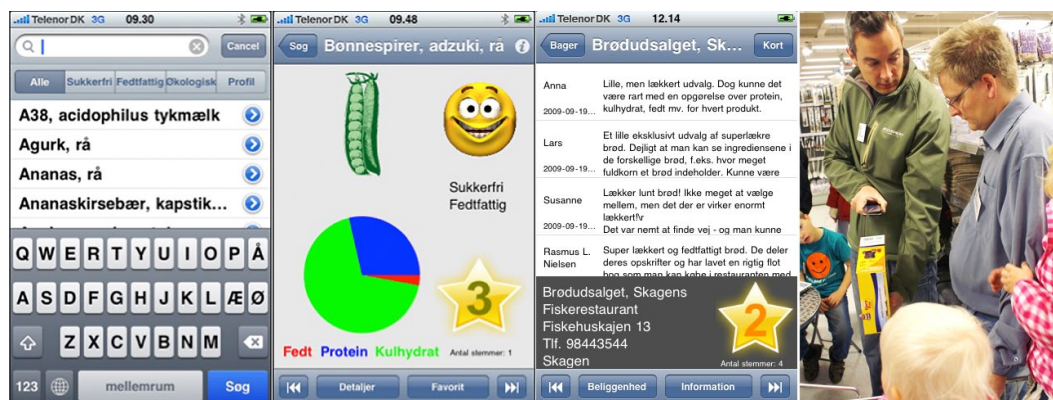 Telenor DK 3G 09.30
Cancel
Alle Sukkerfri Fedtfattig Økologisk Profil
A38, acidophilus tykmælk
Agurk, rå
Ananas, rå
Ananaskirsebær, kapstik...
Q W E R T Y U I O P Å
A S D F G H J K L Æ Ø
Z X C V B N M
123 mellemrum Søg
Telenor DK 3G 09.48
Søg Bønnespirer, adzuki, rå i
Sukkerfri
Fedtfattig
3
Fedt Protein Kulhydrat Antal stemmer: 1
Detaljer Favorit
Telenor DK 3G 12.14
Bager Brødudsalget, Sk... Kort
Anna
2009-09-19...
Lille, men lækkert udvalg. Dog kunne det
være rart med en opgørelse over protein,
kulhydrat, fedt mv. for hvert produkt.
Lars
2009-09-19...
Et lille eksklusivt udvalg af superlækre
brød. Dejligt at man kan se ingredienserne i
de forskellige brød, f.eks. hvor meget
fuldkorn et brød indeholder. Kunne være
Susanne
2009-09-19...
Lækker lunt brød! Ikke meget at vælge
mellem, men det der er virker enormt
lækkert!\r
Det var nemt at finde vej - og man kunne
Rasmus L.
Nielsen
Super lækkert og fedtfattigt brød. De deler
deres opskrifter og har lavet en rigtig flot
bog som man kan købe i restauranten med
Brødudsalget, Skagens
Fiskerestaurant
Fiskehuskajen 13
Tlf. 98443544
Skagen
2
Antal stemmer: 4
Beliggenhed Information